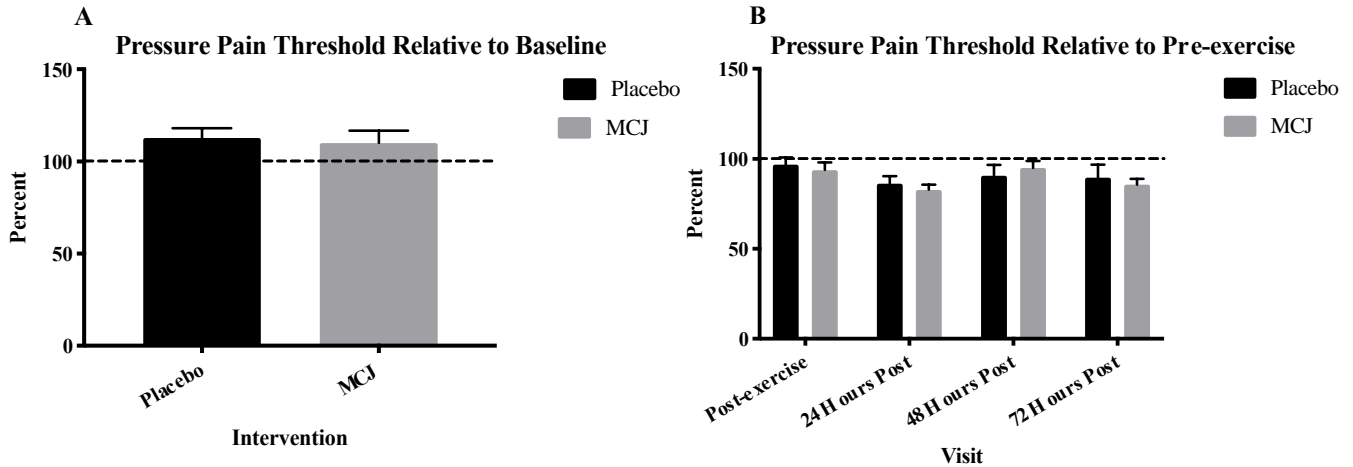 A
Pressure Pain Threshold Relative to Baseline
150
100
50
0
Percent
Placebo
MCJ
Placebo
MCJ
Intervention
B
Pressure Pain Threshold Relative to Pre-exercise
150
100
50
0
Percent
Placebo
MCJ
Post-exercise
24 Hours Post
48 Hours Post
72 Hours Post
Visit